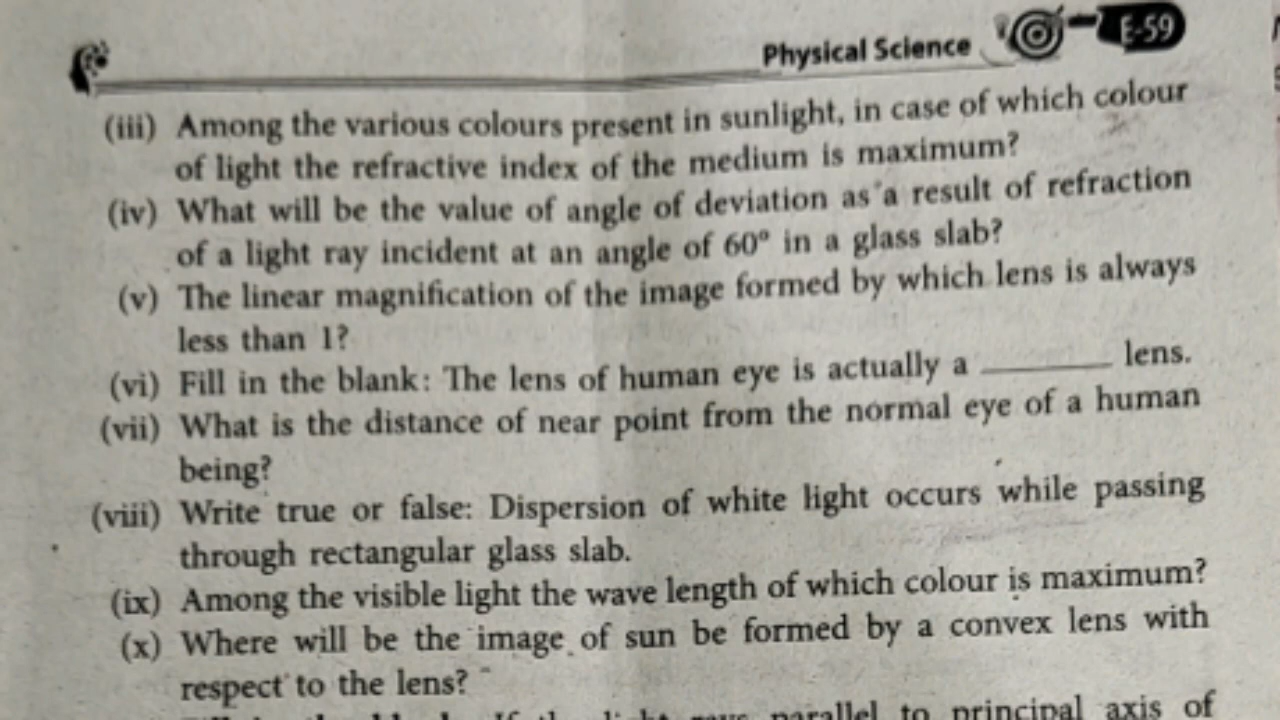 Physical Science E-59
(iii) Among the various colours present in sunlight, in case of which colour
of light the refractive index of the medium is maximum?
(iv) What will be the value of angle of deviation as a result of refraction
of a light ray incident at an angle of 60° in a glass slab?
(v) The linear magnification of the image formed by which lens is always
less than 1?
(vi) Fill in the blank: The lens of human eye is actually a ________ lens.
(vii) What is the distance of near point from the normal eye of a human
being?
(viii) Write true or false: Dispersion of white light occurs while passing
through rectangular glass slab.
(ix) Among the visible light the wave length of which colour is maximum?
(x) Where will be the image of sun be formed by a convex lens with
respect to the lens?
parallel to principal axis of